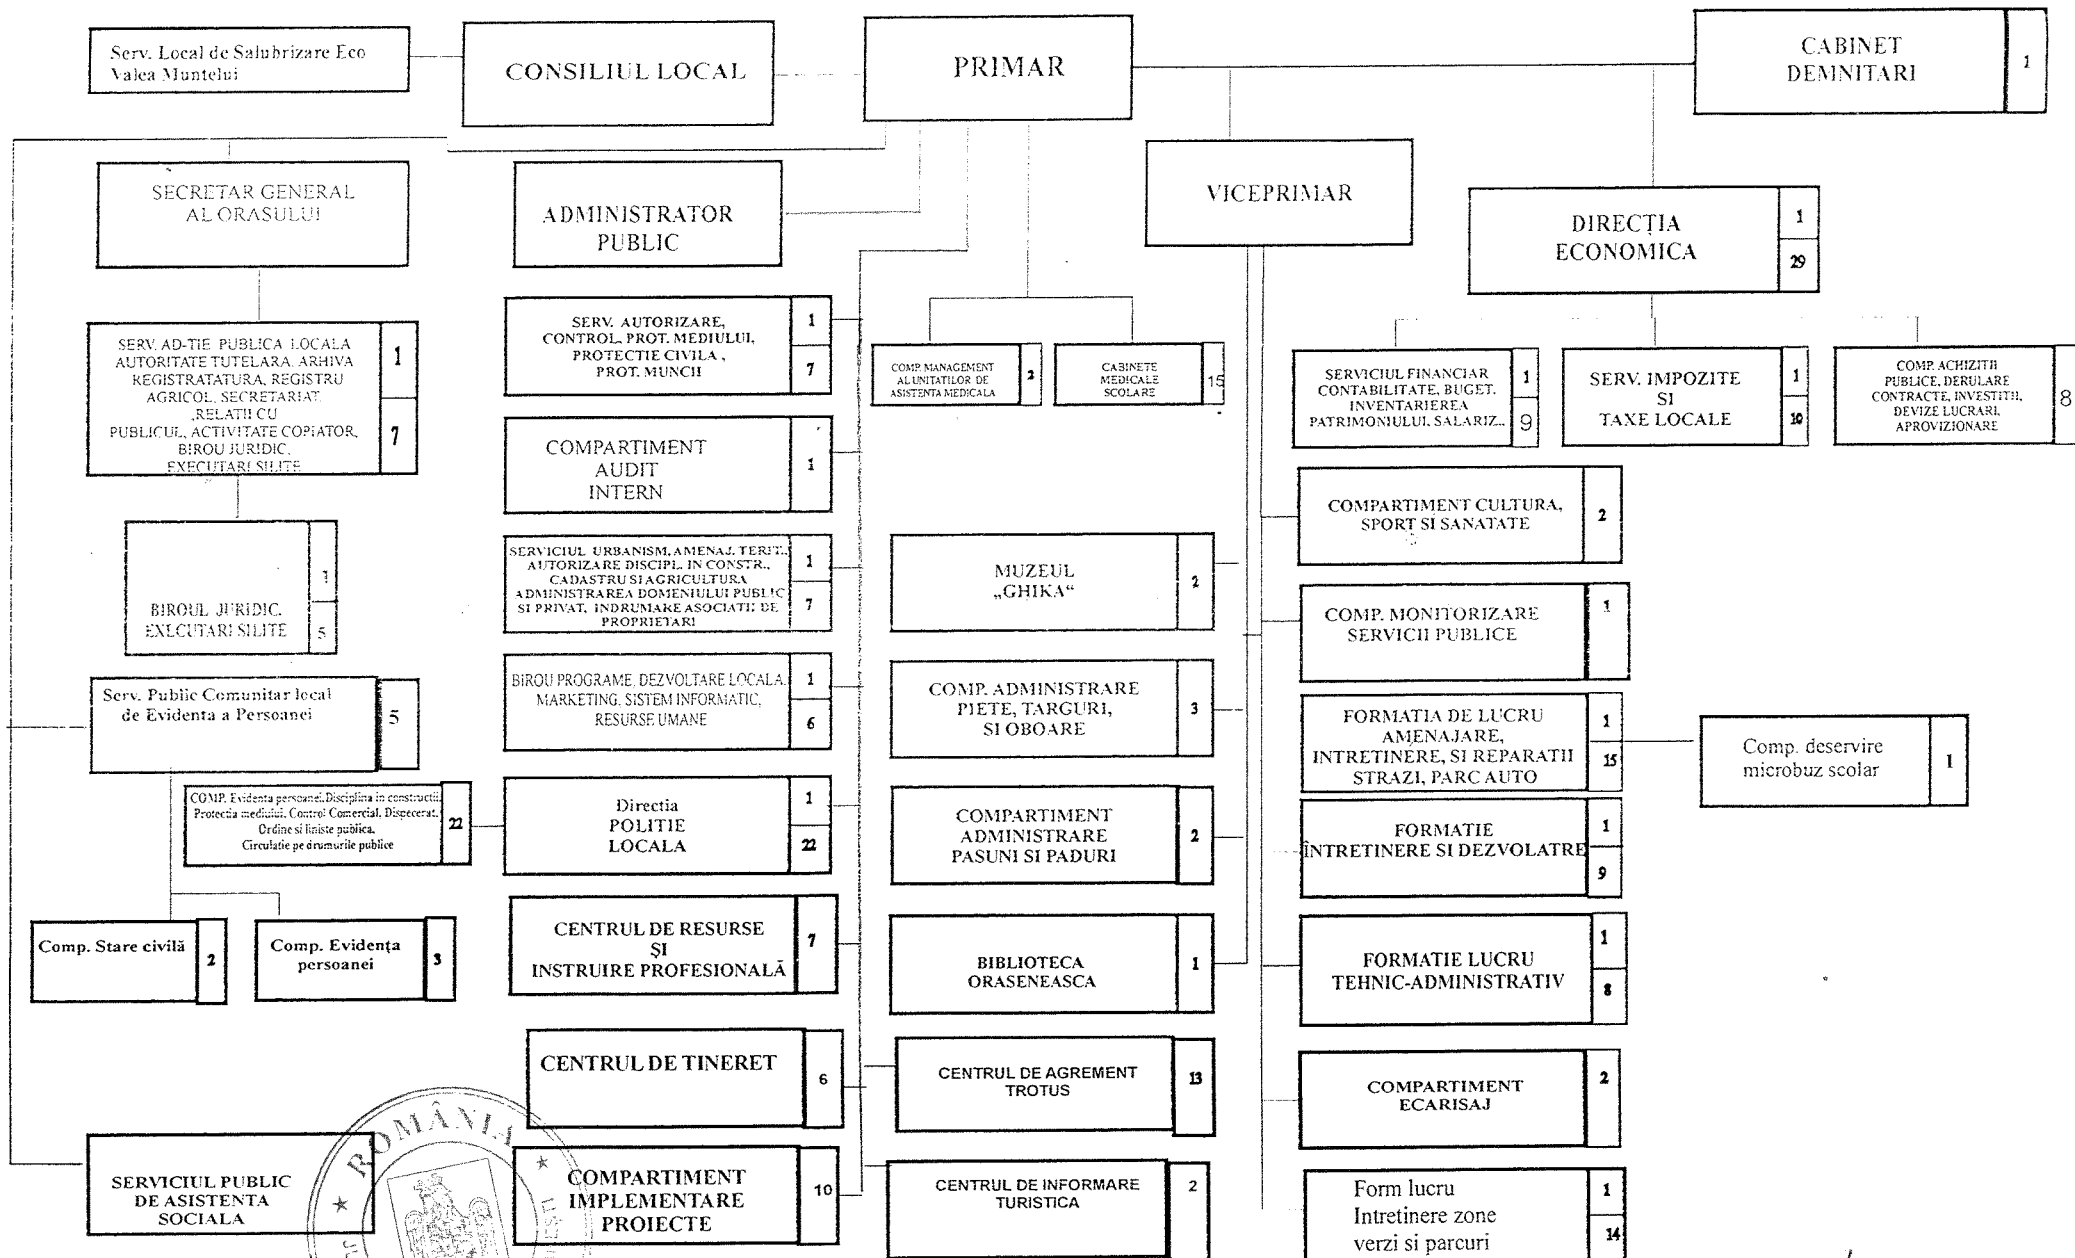 Serv. Local de Salubrizare Eco
Valea Muntelui
CONSILIUL LOCAL
PRIMAR
CABINET
DEMNITARI
1
SECRETAR GENERAL
AL ORASULUI
ADMINISTRATOR
PUBLIC
VICEPRIMAR
DIRECȚIA
ECONOMICA
1
29
SERV. AD-TIE PUBLICA LOCALA
AUTORITATE TUTELARA, ARHIVA
REGISTRATURA, REGISTRU
AGRICOL, SECRETARIAT
,RELATII CU
PUBLICUL, ACTIVITATE COPIATOR,
BIROU JURIDIC,
EXECUTARI SILITE
1
7
SERV. AUTORIZARE,
CONTROL, PROT. MEDIULUI,
PROTECTIE CIVILA ,
PROT. MUNCII
1
7
COMP. MANAGEMENT
AL UNITATILOR DE
ASISTENTA MEDICALA
2
CABINETE
MEDICALE
SCOLARE
15
SERVICIUL FINANCIAR
CONTABILITATE, BUGET,
INVENTARIEREA
PATRIMONIULUI, SALARIZ..
1
9
SERV. IMPOZITE
SI
TAXE LOCALE
1
10
COMP. ACHIZITII
PUBLICE, DERULARE
CONTRACTE, INVESTITII,
DEVIZE LUCRARI,
APROVIZIONARE
8
COMPARTIMENT
AUDIT
INTERN
1
COMPARTIMENT CULTURA,
SPORT SI SANATATE
2
BIROUL JURIDIC,
EXECUTARI SILITE
1
5
SERVICIUL URBANISM, AMENAJ. TERIT.,
AUTORIZARE DISCIPL. IN CONSTR.,
CADASTRU SI AGRICULTURA
ADMINISTRAREA DOMENIULUI PUBLIC
SI PRIVAT, INDRUMARE ASOCIATII DE
PROPRIETARI
1
7
MUZEUL
„GHIKA“
2
COMP. MONITORIZARE
SERVICII PUBLICE
1
Serv. Public Comunitar local
de Evidenta a Persoanei
5
BIROU PROGRAME, DEZVOLTARE LOCALA,
MARKETING, SISTEM INFORMATIC,
RESURSE UMANE
1
6
COMP. ADMINISTRARE
PIETE, TARGURI,
SI OBOARE
3
FORMATIA DE LUCRU
AMENAJARE,
INTRETINERE, SI REPARATII
STRAZI, PARC AUTO
1
15
Comp. deservire
microbuz scolar
1
COMP. Evidenta persoanei, Disciplina in constructii,
Protectia mediului, Control Comercial, Dispecerat,
Ordine si liniste publica,
Circulatie pe drumurile publice
22
Directia
POLITIE
LOCALA
1
22
COMPARTIMENT
ADMINISTRARE
PASUNI SI PADURI
2
FORMATIE
ÎNTRETINERE SI DEZVOLATRE
1
9
Comp. Stare civilă
2
Comp. Evidența
persoanei
3
CENTRUL DE RESURSE
ȘI
INSTRUIRE PROFESIONALĂ
7
BIBLIOTECA
ORASENEASCA
1
FORMATIE LUCRU
TEHNIC-ADMINISTRATIV
1
8
CENTRUL DE TINERET
6
CENTRUL DE AGREMENT
TROTUS
13
COMPARTIMENT
ECARISAJ
2
SERVICIUL PUBLIC
DE ASISTENTA
SOCIALA
ROMÂNIA
COMPARTIMENT
IMPLEMENTARE
PROIECTE
10
CENTRUL DE INFORMARE
TURISTICA
2
Form lucru
Intretinere zone
verzi si parcuri
1
14